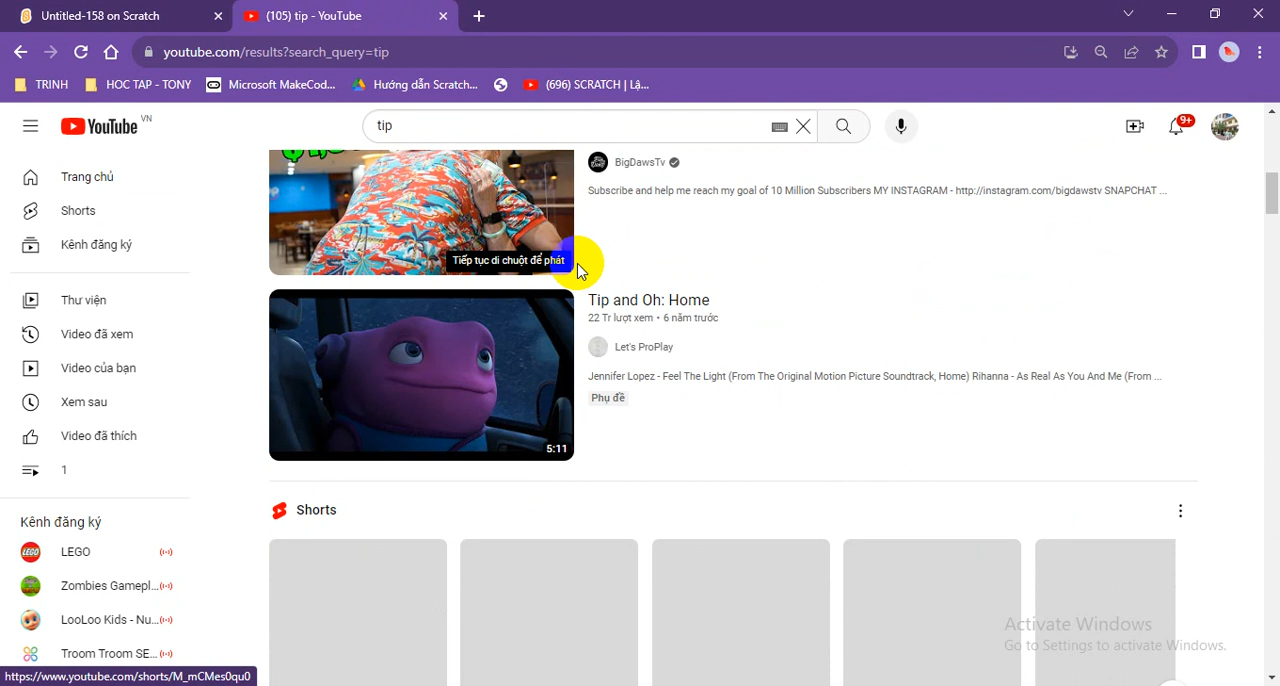 Untitled-158 on Scratch
(105) tip - YouTube
youtube.com/results?search_query=tip
TRINH
HOC TAP - TONY
Microsoft MakeCod...
Hướng dẫn Scratch...
(696) SCRATCH | Lậ...
YouTube VN
tip
9+
Trang chủ
Shorts
Kênh đăng ký
Thư viện
Video đã xem
Video của bạn
Xem sau
Video đã thích
1
Kênh đăng ký
LEGO
Zombies Gamepl...
LooLoo Kids - Nu...
Troom Troom SE...
BigDawsTv
Subscribe and help me reach my goal of 10 Million Subscribers MY INSTAGRAM - http://instagram.com/bigdawstv SNAPCHAT ...
Tiếp tục di chuột để phát
Tip and Oh: Home
22 Tr lượt xem • 6 năm trước
Let's ProPlay
Jennifer Lopez - Feel The Light (From The Original Motion Picture Soundtrack, Home) Rihanna - As Real As You And Me (From ...
Phụ đề
5:11
Shorts
Activate Windows
Go to Settings to activate Windows.
https://www.youtube.com/shorts/M_mCMes0qu0